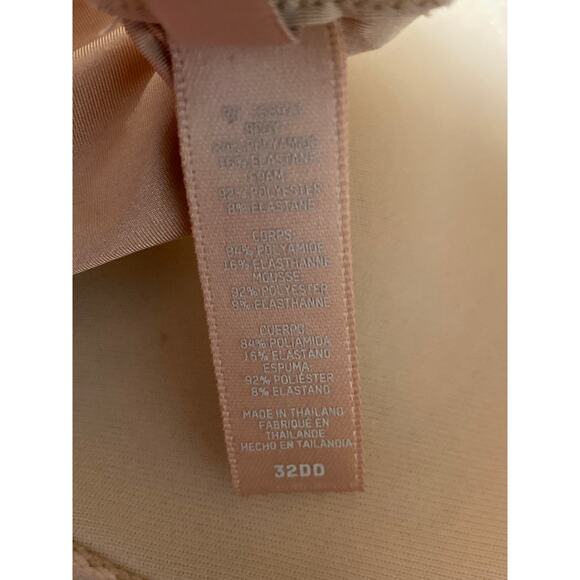 BODY
84% POLYAMIDE
16% ELASTANE
FOAM
92% POLYESTER
8% ELASTANE
CORPS:
84% POLYAMIDE
16% ELASTHANNE
MOUSSE:
92% POLYESTER
8% ELASTHANNE
CUERPO:
84% POLIAMIDA
16% ELASTANO
ESPUMA:
92% POLIÉSTER
8% ELASTANO
MADE IN THAILAND
FABRIQUÉ EN
THAILANDE
HECHO EN TAILANDIA
32DD